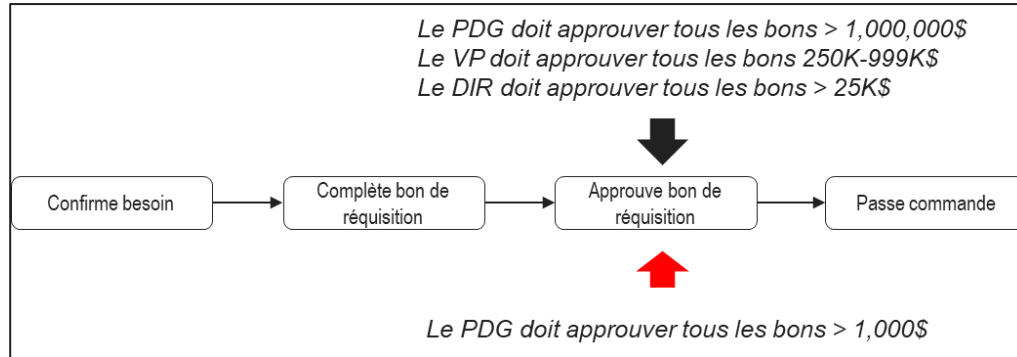 Le PDG doit approuver tous les bons > 1,000,000$
Le VP doit approuver tous les bons 250K-999K$
Le DIR doit approuver tous les bons > 25K$
Confirme besoin
Complète bon de
réquisition
Approuve bon de
réquisition
Passe commande
Le PDG doit approuver tous les bons > 1,000$